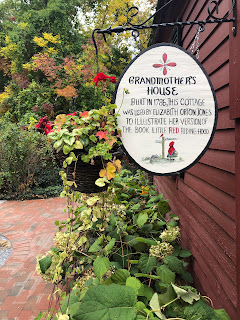 GRANDMOTHER'S
HOUSE
BUILT IN 1786, THIS COTTAGE
WAS USED BY ELIZABETH ORTON JONES
TO ILLUSTRATE HER VERSION OF
THE BOOK LITTLE RED RIDING HOOD